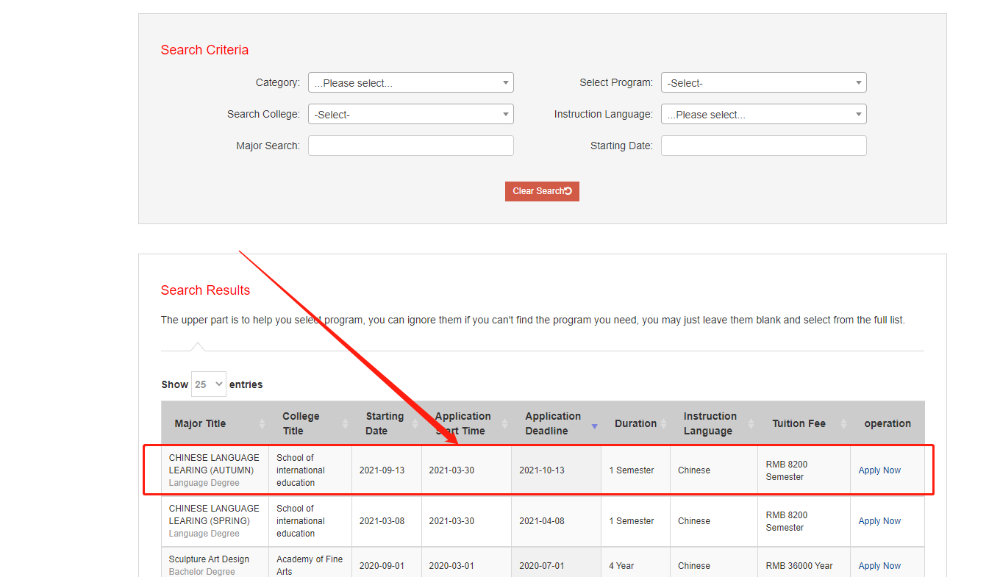 Search Criteria
Category: ...Please select... Select Program: -Select-
Search College: -Select- Instruction Language: ...Please select...
Major Search: Starting Date:
Clear Search
Search Results
The upper part is to help you select program, you can ignore them if you can't find the program you need, you may just leave them blank and select from the full list.
Show 25 entries
Major Title
College
Title
Starting
Date
Application
Start Time
Application
Deadline
Duration
Instruction
Language
Tuition Fee
operation
CHINESE LANGUAGE
LEARING (AUTUMN)
Language Degree
School of
international
education
2021-09-13
2021-03-30
2021-10-13
1 Semester
Chinese
RMB 8200
Semester
Apply Now
CHINESE LANGUAGE
LEARING (SPRING)
Language Degree
School of
international
education
2021-03-08
2021-03-30
2021-04-08
1 Semester
Chinese
RMB 8200
Semester
Apply Now
Sculpture Art Design
Bachelor Degree
Academy of Fine
Arts
2020-09-01
2020-03-01
2020-07-01
4 Year
Chinese
RMB 36000 Year
Apply Now